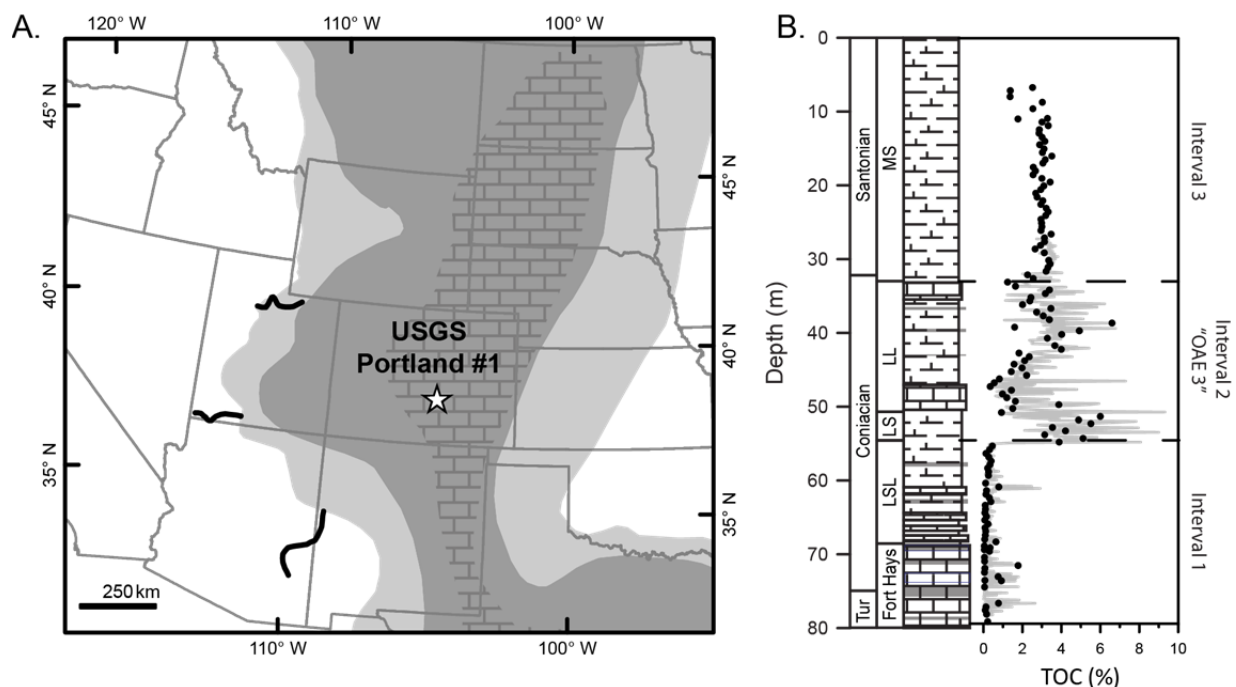 A.
120° W
110° W
100° W
45° N
40° N
35° N
45° N
40° N
35° N
USGS
Portland #1
250 km
110° W
100° W
B.
0
10
20
30
40
50
60
70
80
Depth (m)
Santonian
Coniacian
Tur
MS
LL
LS
LSL
Fort Hays
Interval 3
Interval 2
"OAE 3"
Interval 1
0
2
4
6
8
10
TOC (%)